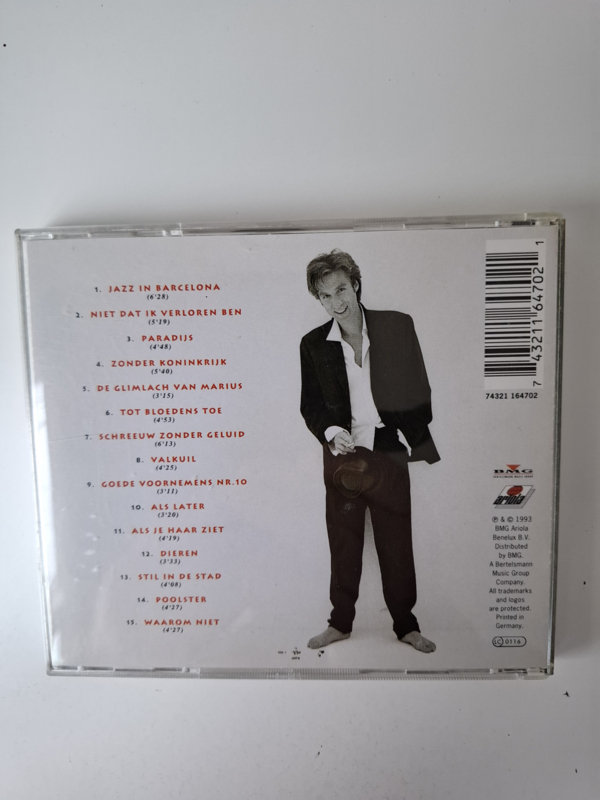 1. JAZZ IN BARCELONA
(6'28)
2. NIET DAT IK VERLOREN BEN
(5'19)
3. PARADIJS
(4'48)
4. ZONDER KONINKRIJK
(5'40)
5. DE GLIMLACH VAN MARIUS
(3'15)
6. TOT BLOEDENS TOE
(4'53)
7. SCHREEUW ZONDER GELUID
(6'13)
8. VALKUIL
(4'25)
9. GOEDE VOORNEMENS NR.10
(3'11)
10. ALS LATER
(3'20)
11. ALS JE HAAR ZIET
(4'19)
12. DIEREN
(3'33)
13. STIL IN DE STAD
(4'08)
14. POOLSTER
(4'27)
15. WAAROM NIET
(4'27)
7 43211 64702 1
74321 164702
BMG
ariola
℗ & © 1993
BMG Ariola
Benelux B.V.
Distributed
by BMG.
A Bertelsmann
Music Group
Company.
All trademarks
and logos
are protected.
Printed in
Germany.
LC 0116